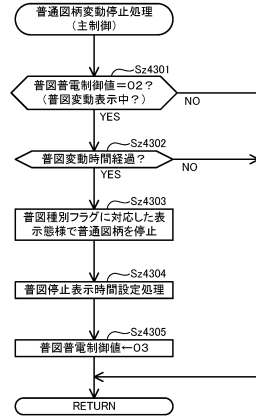 普通図柄変動停止処理
(主制御)
Sz4301
普図普電制御値＝02？
(普図変動表示中？)
NO
YES
Sz4302
普図変動時間経過？
NO
YES
Sz4303
普図種別フラグに対応した表
示態様で普通図柄を停止
Sz4304
普図停止表示時間設定処理
Sz4305
普図普電制御値←03
RETURN